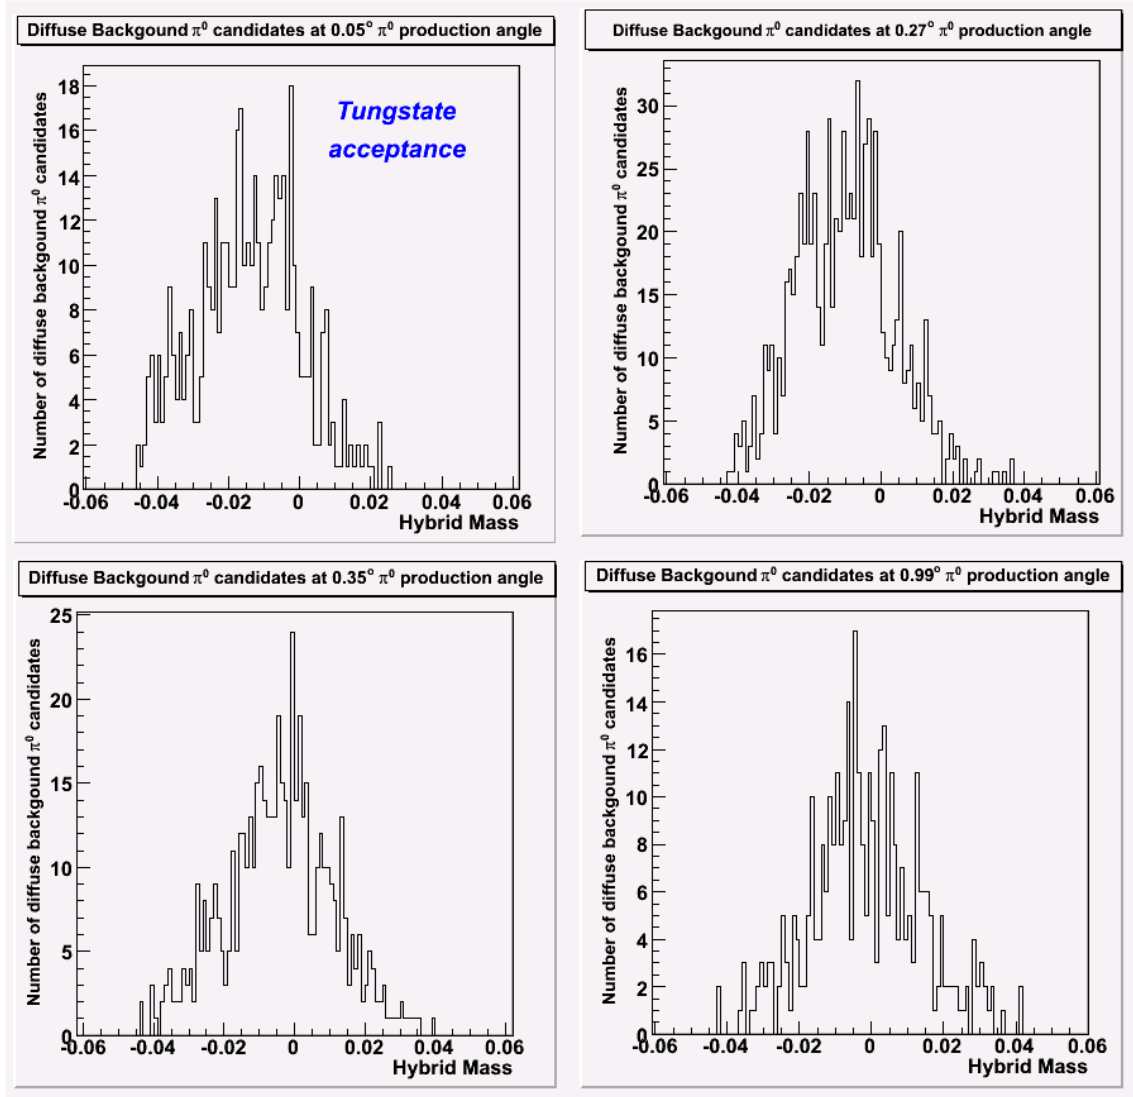 Diffuse Backgound π⁰ candidates at 0.05° π⁰ production angle
Number of diffuse backgound π⁰ candidates
18
16
14
12
10
8
6
4
2
0
Tungstate
acceptance
-0.06 -0.04 -0.02 0 0.02 0.04 0.06
Hybrid Mass
Diffuse Backgound π⁰ candidates at 0.27° π⁰ production angle
Number of diffuse backgound π⁰ candidates
30
25
20
15
10
5
0
-0.06 -0.04 -0.02 0 0.02 0.04 0.06
Hybrid Mass
Diffuse Backgound π⁰ candidates at 0.35° π⁰ production angle
Number of diffuse backgound π⁰ candidates
25
20
15
10
5
0
-0.06 -0.04 -0.02 0 0.02 0.04 0.06
Hybrid Mass
Diffuse Backgound π⁰ candidates at 0.99° π⁰ production angle
Number of diffuse backgound π⁰ candidates
16
14
12
10
8
6
4
2
0
-0.06 -0.04 -0.02 0 0.02 0.04 0.06
Hybrid Mass